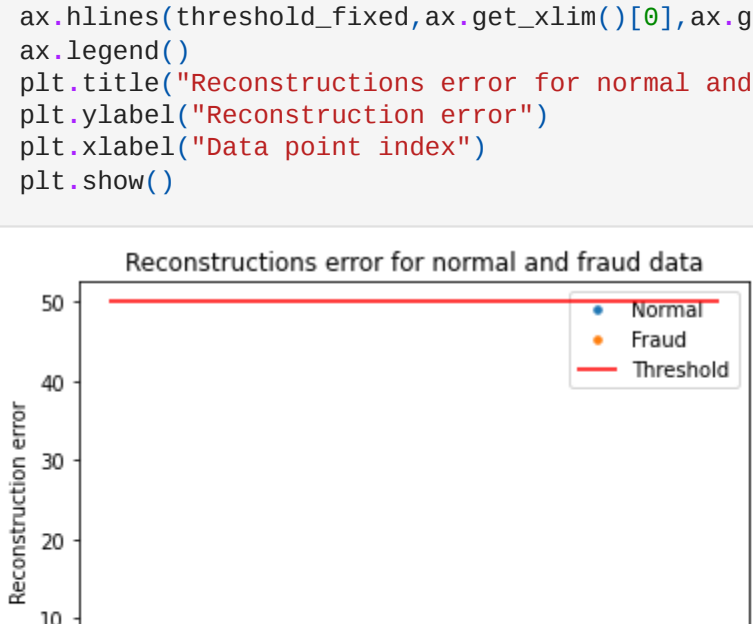 ax.hlines(threshold_fixed,ax.get_xlim()[0],ax.g
ax.legend()
plt.title("Reconstructions error for normal and
plt.ylabel("Reconstruction error")
plt.xlabel("Data point index")
plt.show()
Reconstructions error for normal and fraud data
50
Normal
Fraud
Threshold
40
30
20
10
Reconstruction error